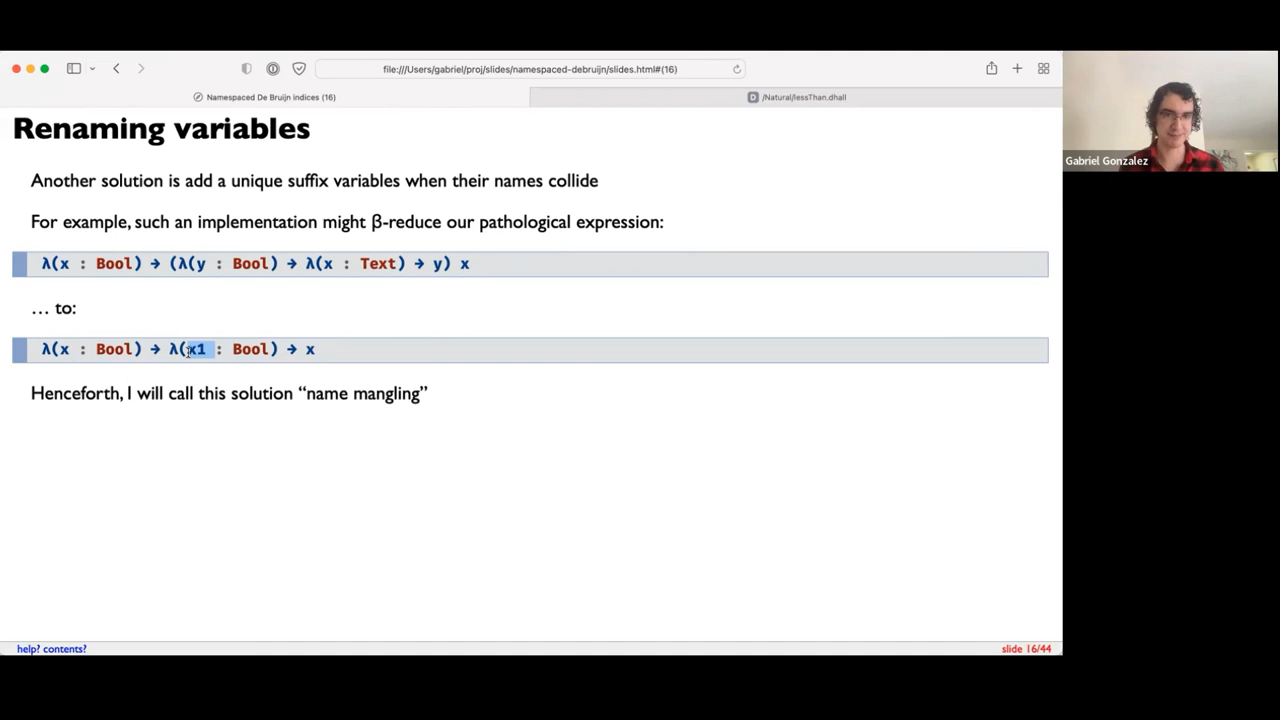 file:///Users/gabriel/proj/slides/namespaced-debruijn/slides.html#(16)
Namespaced De Bruijn indices (16)
/Natural/lessThan.dhall
Gabriel Gonzalez
Renaming variables
Another solution is add a unique suffix variables when their names collide
For example, such an implementation might β-reduce our pathological expression:
λ(x : Bool) → (λ(y : Bool) → λ(x : Text) → y) x
… to:
λ(x : Bool) → λ(x1 : Bool) → x
Henceforth, I will call this solution “name mangling”
help? contents?
slide 16/44